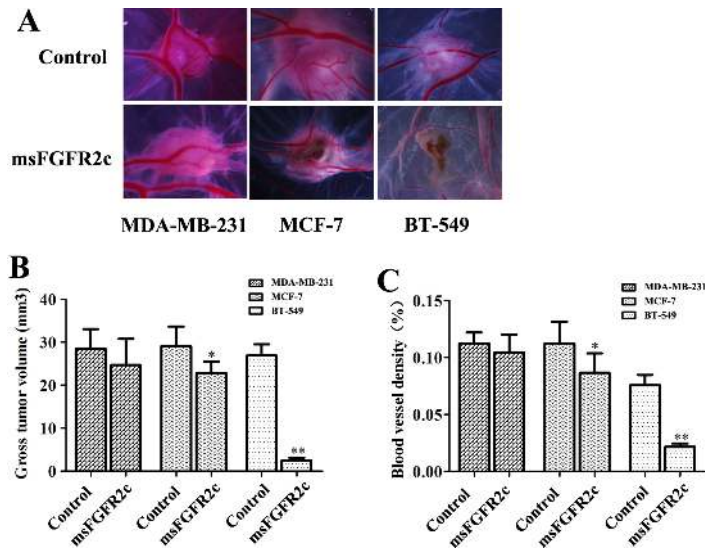 A
Control
msFGFR2c
MDA-MB-231 MCF-7 BT-549
B
Gross tumor volume (mm3)
40
30
20
10
0
MDA-MB-231
MCF-7
BT-549
*
**
Control
msFGFR2c
Control
msFGFR2c
Control
msFGFR2c
C
Blood vessel density (%)
0.15
0.10
0.05
0.00
MDA-MB-231
MCF-7
BT-549
*
**
Control
msFGFR2c
Control
msFGFR2c
Control
msFGFR2c